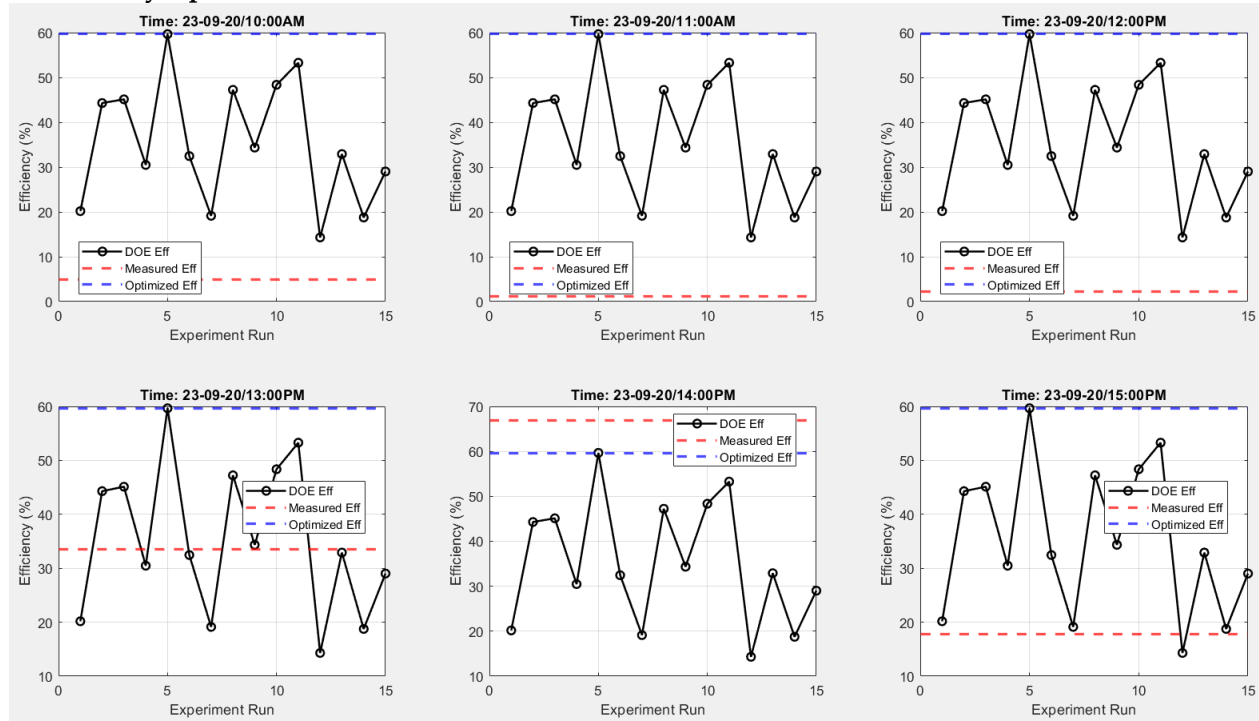 Time: 23-09-20/10:00AM
60
50
40
30
20
10
0
Efficiency (%)
DOE Eff
Measured Eff
Optimized Eff
0 5 10 15
Experiment Run
Time: 23-09-20/11:00AM
60
50
40
30
20
10
0
Efficiency (%)
DOE Eff
Measured Eff
Optimized Eff
0 5 10 15
Experiment Run
Time: 23-09-20/12:00PM
60
50
40
30
20
10
0
Efficiency (%)
DOE Eff
Measured Eff
Optimized Eff
0 5 10 15
Experiment Run
Time: 23-09-20/13:00PM
60
50
40
30
20
10
Efficiency (%)
DOE Eff
Measured Eff
Optimized Eff
0 5 10 15
Experiment Run
Time: 23-09-20/14:00PM
70
60
50
40
30
20
10
Efficiency (%)
DOE Eff
Measured Eff
Optimized Eff
0 5 10 15
Experiment Run
Time: 23-09-20/15:00PM
60
50
40
30
20
10
Efficiency (%)
DOE Eff
Measured Eff
Optimized Eff
0 5 10 15
Experiment Run